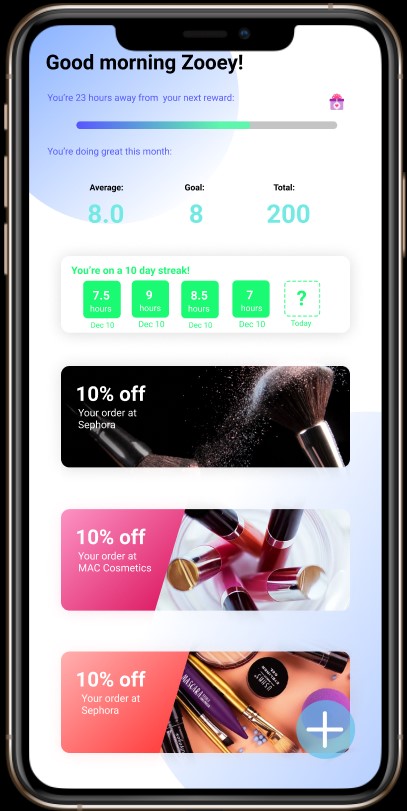 Good morning Zooey!
You're 23 hours away from your next reward:
You're doing great this month:
Average: Goal: Total:
8.0 8 200
You're on a 10 day streak!
7.5 9 8.5 7 ?
hours hours hours hours
Dec 10 Dec 10 Dec 10 Dec 10 Today
10% off
Your order at
Sephora
10% off
Your order at
MAC Cosmetics
10% off
Your order at
Sephora
MASCARA